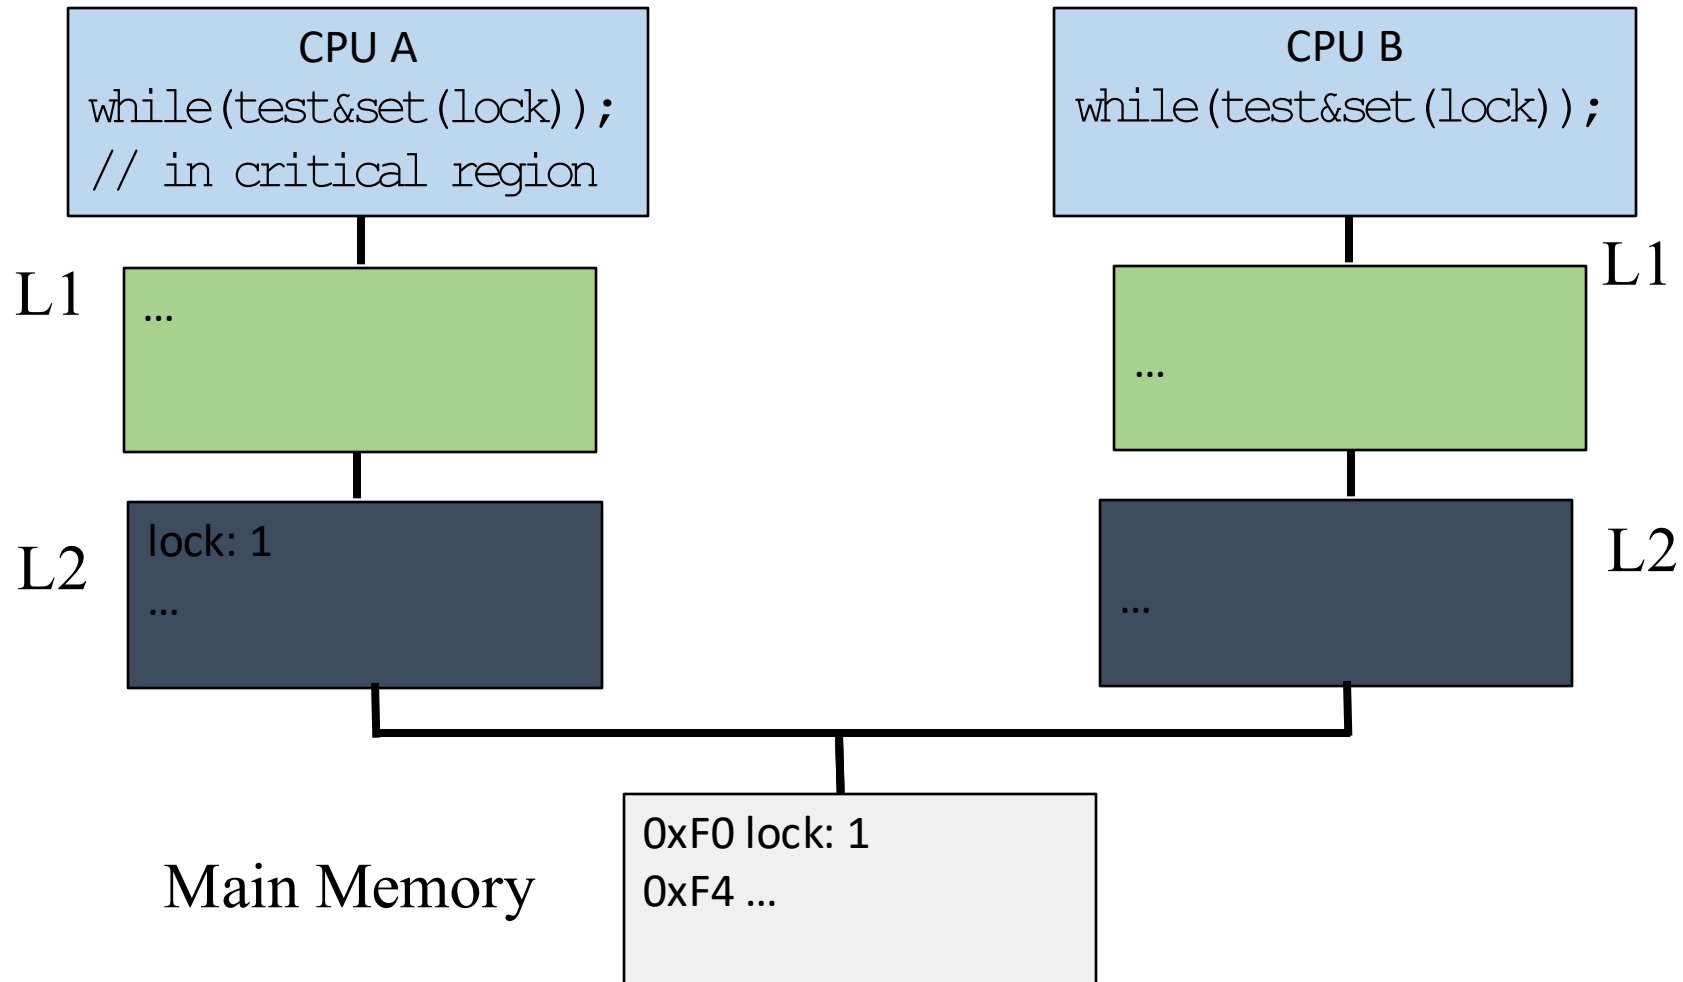 CPU A
while(test&set(lock));
// in critical region
CPU B
while(test&set(lock));
L1
...
L1
...
L2
lock: 1
...
L2
...
Main Memory
0xF0 lock: 1
0xF4 ...